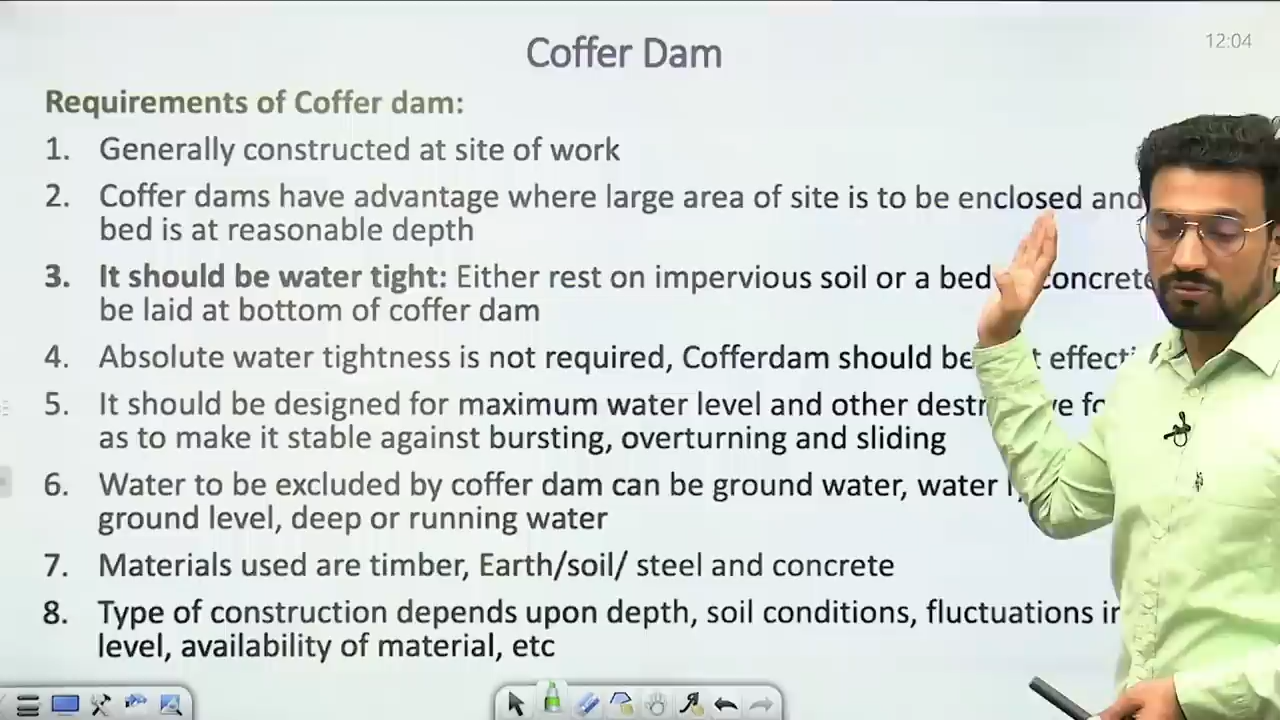 Coffer Dam
12:04
Requirements of Coffer dam:
1. Generally constructed at site of work
2. Coffer dams have advantage where large area of site is to be enclosed and
bed is at reasonable depth
3. It should be water tight: Either rest on impervious soil or a bed concrete
be laid at bottom of coffer dam
4. Absolute water tightness is not required, Cofferdam should be
5. It should be designed for maximum water level and other
as to make it stable against bursting, overturning and sliding
6. Water to be excluded by coffer dam can be ground water, water
ground level, deep or running water
7. Materials used are timber, Earth/soil/ steel and concrete
8. Type of construction depends upon depth, soil conditions, fluctuations in
level, availability of material, etc